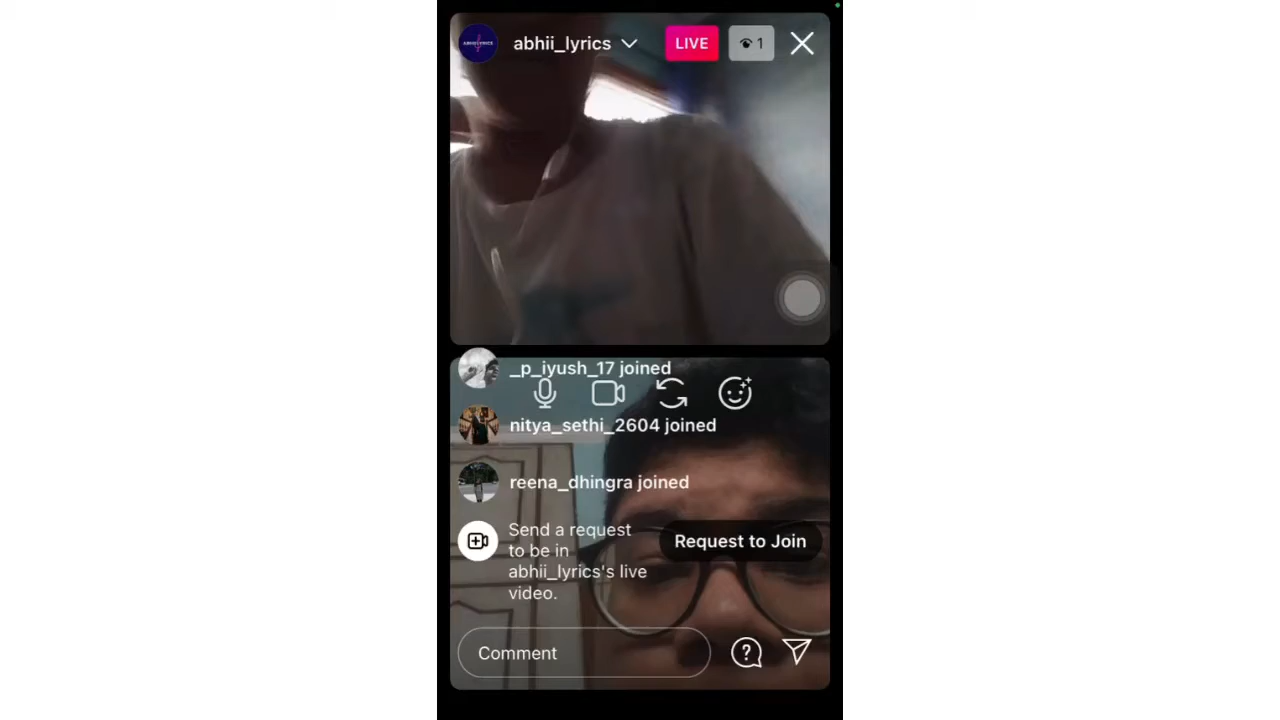 abhii_lyrics
LIVE
1
_p_iyush_17 joined
nitya_sethi_2604 joined
reena_dhingra joined
Send a request
to be in
abhii_lyrics's live
video.
Request to Join
Comment